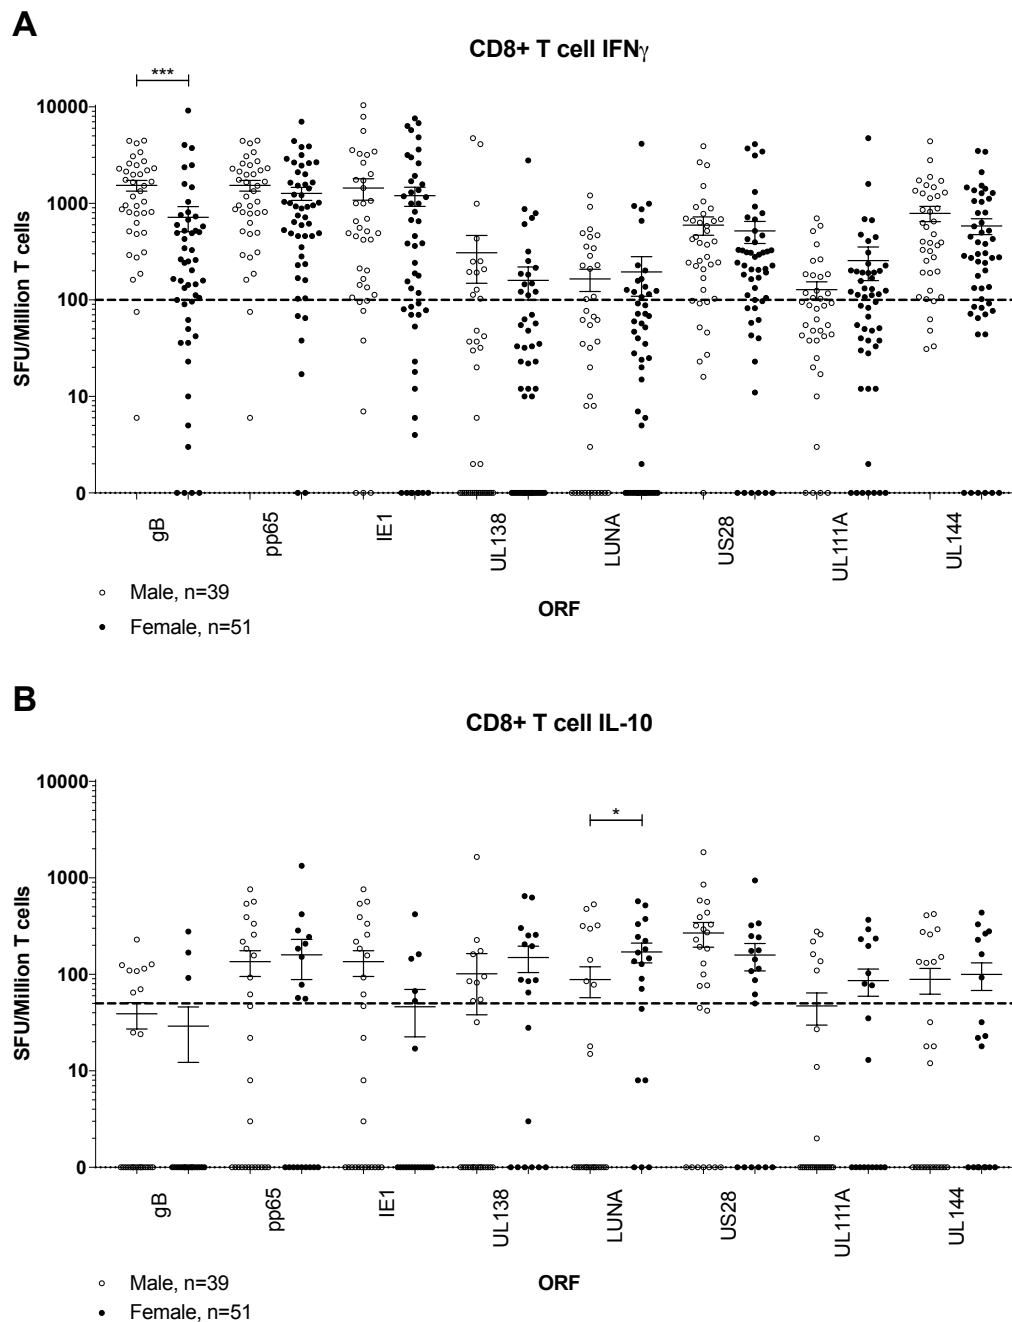 A
CD8+ T cell IFNγ
***
10000
1000
100
10
0
SFU/Million T cells
gB
pp65
IE1
UL138
LUNA
US28
UL111A
UL144
ORF
Male, n=39
Female, n=51
B
CD8+ T cell IL-10
*
10000
1000
100
10
0
SFU/Million T cells
gB
pp65
IE1
UL138
LUNA
US28
UL111A
UL144
ORF
Male, n=39
Female, n=51